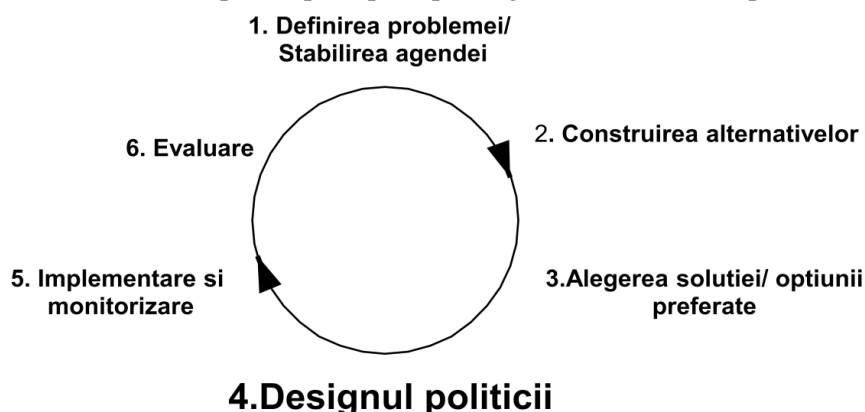 1. Definirea problemei/
Stabilirea agendei
2. Construirea alternativelor
6. Evaluare
5. Implementare si
monitorizare
3.Alegerea solutiei/ optiunii
preferate
4.Designul politicii